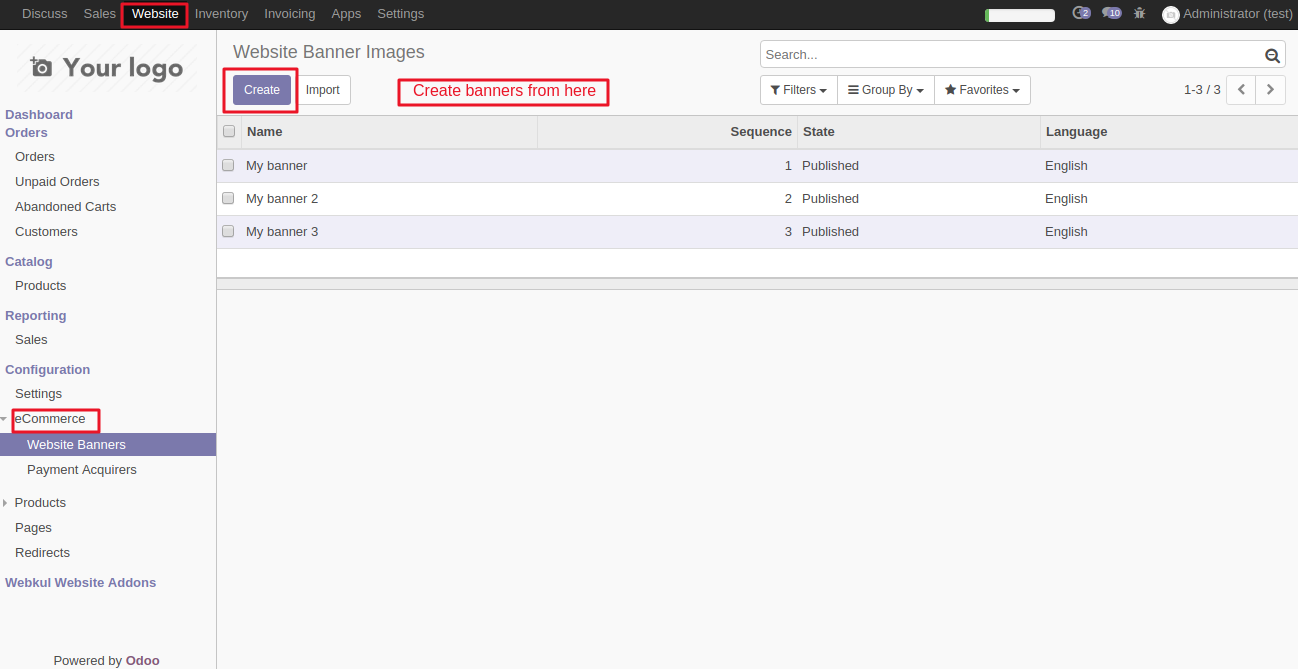 Discuss Sales Website Inventory Invoicing Apps Settings 2 10 Administrator (test)
Your logo
Dashboard
Orders
Orders
Unpaid Orders
Abandoned Carts
Customers
Catalog
Products
Reporting
Sales
Configuration
Settings
eCommerce
Website Banners
Payment Acquirers
Products
Pages
Redirects
Webkul Website Addons
Powered by Odoo
Website Banner Images
Search...
Create Import
Create banners from here
Filters Group By Favorites 1-3 / 3
Name Sequence State Language
My banner 1 Published English
My banner 2 2 Published English
My banner 3 3 Published English